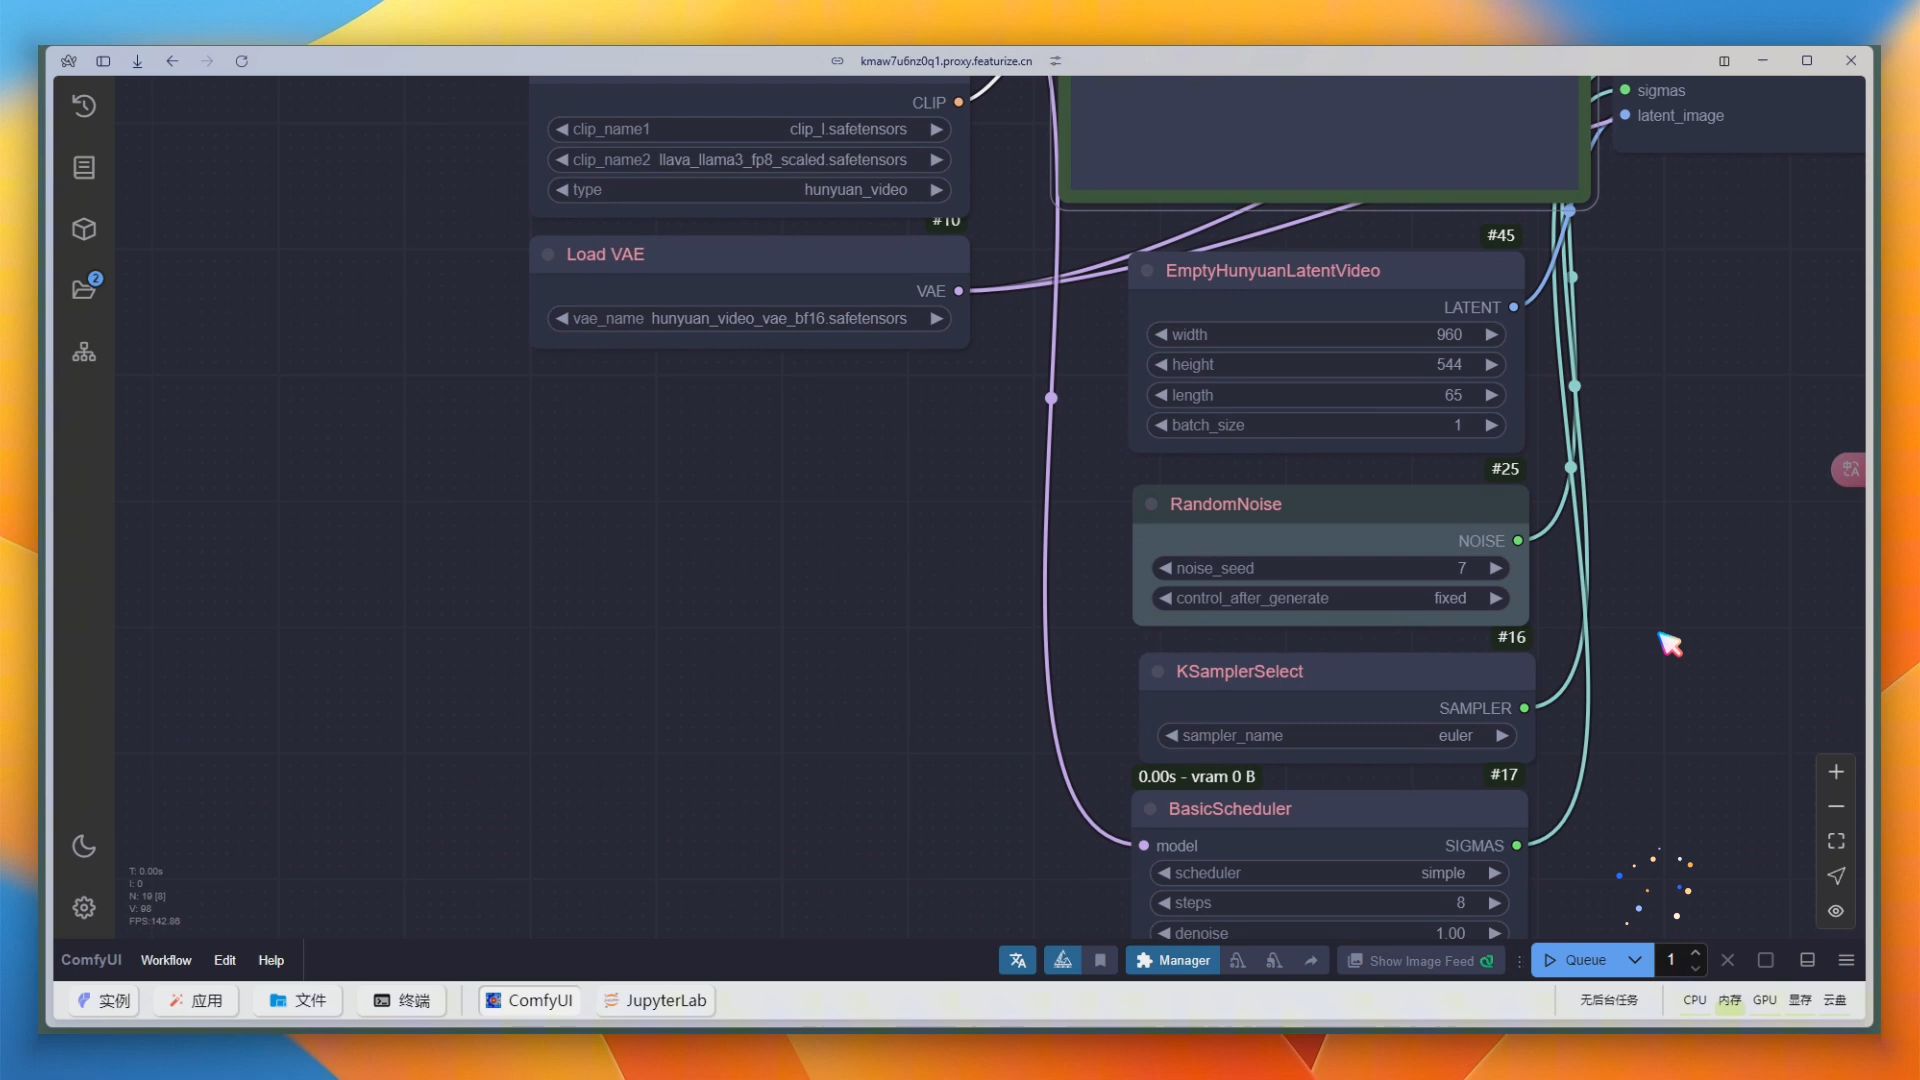 kmaw7u6nz0q1.proxy.featurize.cn
CLIP
clip_name1 clip_l.safetensors
clip_name2 llava_llama3_fp8_scaled.safetensors
type hunyuan_video
#10
Load VAE
VAE
vae_name hunyuan_video_vae_bf16.safetensors
sigmas
latent_image
#45
EmptyHunyuanLatentVideo
LATENT
width 960
height 544
length 65
batch_size 1
#25
RandomNoise
NOISE
noise_seed 7
control_after_generate fixed
#16
KSamplerSelect
SAMPLER
sampler_name euler
0.00s - vram 0 B #17
BasicScheduler
model SIGMAS
scheduler simple
steps 8
denoise 1.00
2
中A
T: 0.00s
I: 0
N: 19 [8]
V: 98
FPS:142.86
ComfyUI Workflow Edit Help Manager Show Image Feed Queue 1
实例 应用 文件 终端 ComfyUI JupyterLab 无后台任务 CPU 内存 GPU 显存 云盘